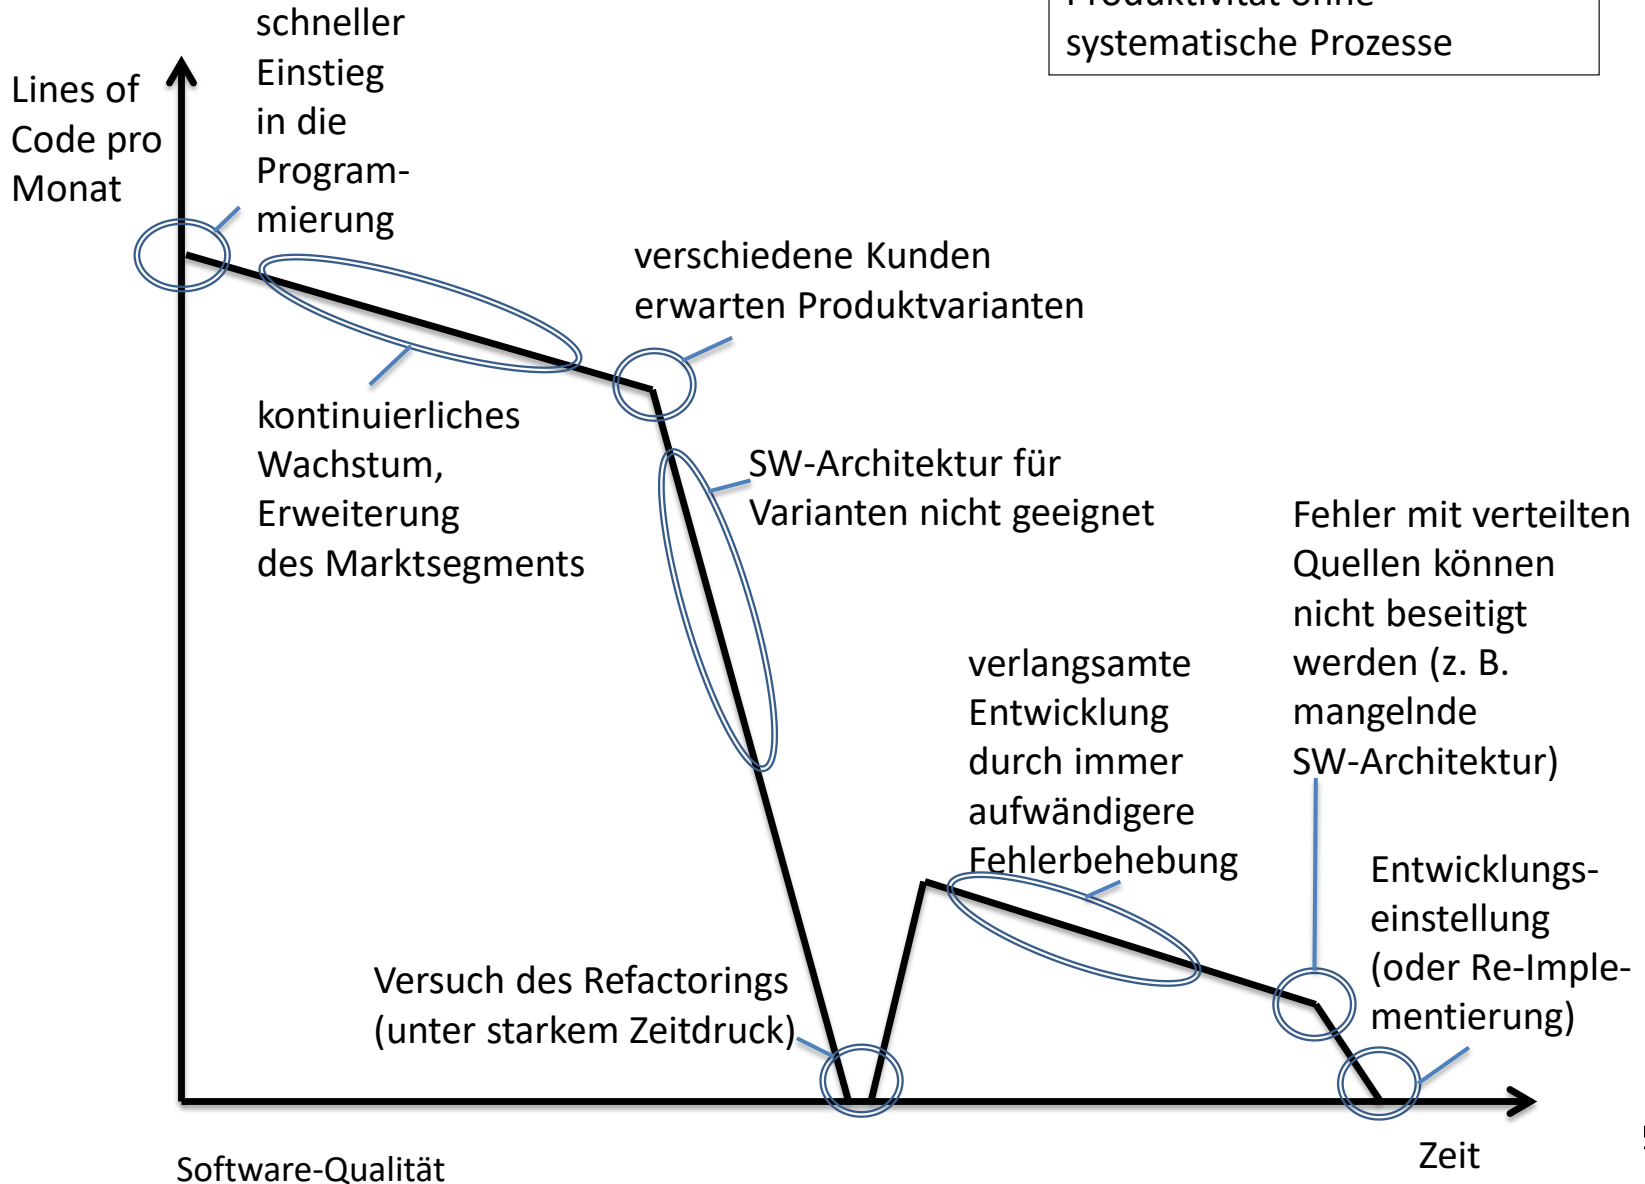 Produktivität ohne
systematische Prozesse
Lines of
Code pro
Monat
schneller
Einstieg
in die
Program-
mierung
verschiedene Kunden
erwarten Produktvarianten
kontinuierliches
Wachstum,
Erweiterung
des Marktsegments
SW-Architektur für
Varianten nicht geeignet
Fehler mit verteilten
Quellen können
nicht beseitigt
werden (z. B.
mangelnde
SW-Architektur)
verlangsamte
Entwicklung
durch immer
aufwändigere
Fehlerbehebung
Entwicklungs-
einstellung
(oder Re-Imple-
mentierung)
Versuch des Refactorings
(unter starkem Zeitdruck)
Zeit
Software-Qualität